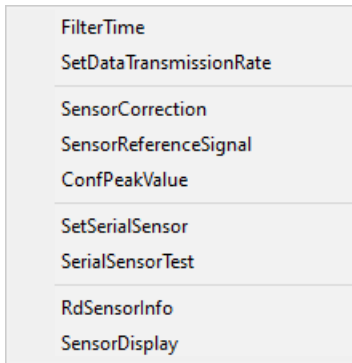 FilterTime
SetDataTransmissionRate
SensorCorrection
SensorReferenceSignal
ConfPeakValue
SetSerialSensor
SerialSensorTest
RdSensorInfo
SensorDisplay